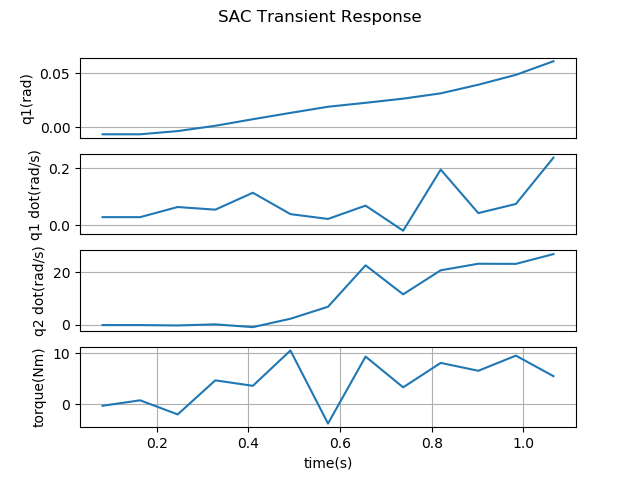 SAC Transient Response
0.05
0.00
q1(rad)
0.2
0.0
q1 dot(rad/s)
20
0
q2 dot(rad/s)
10
0
torque(Nm)
0.2 0.4 0.6 0.8 1.0
time(s)